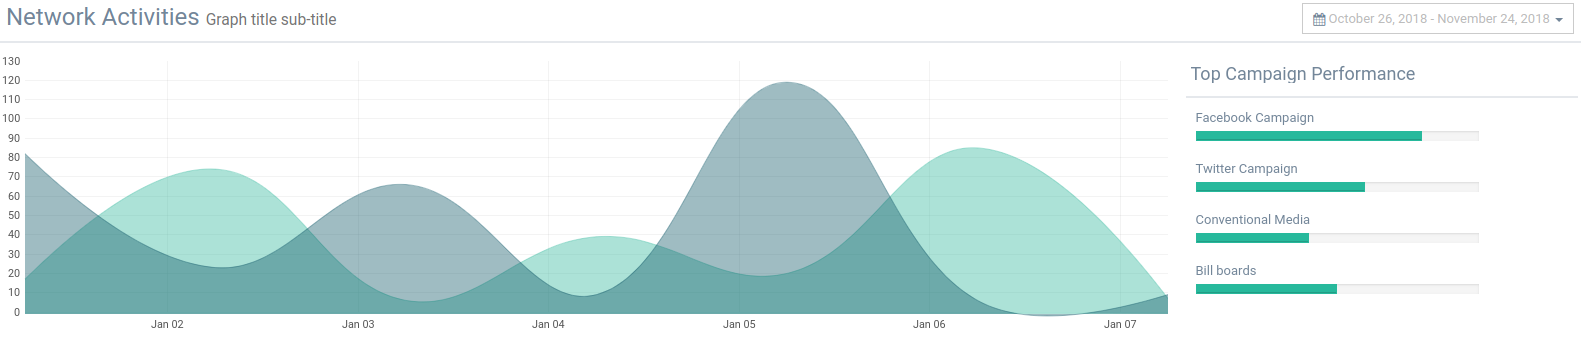 Network Activities Graph title sub-title
October 26, 2018 - November 24, 2018
130
120
110
100
90
80
70
60
50
40
30
20
10
0
Jan 02 Jan 03 Jan 04 Jan 05 Jan 06 Jan 07
Top Campaign Performance
Facebook Campaign
Twitter Campaign
Conventional Media
Bill boards